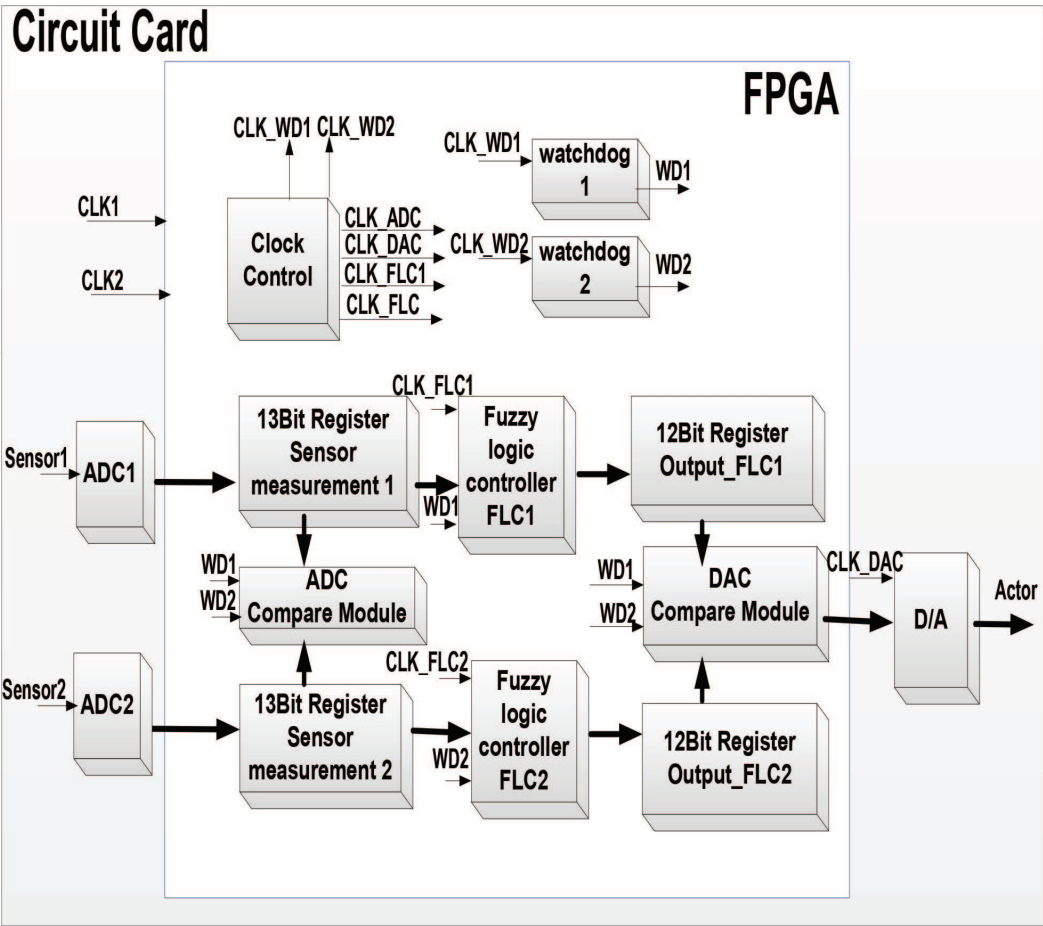 Circuit Card
FPGA
CLK_WD1 CLK_WD2
CLK1
CLK2
Clock
Control
CLK_ADC
CLK_DAC
CLK_FLC1
CLK_FLC
CLK_WD1
watchdog
1
WD1
CLK_WD2
watchdog
2
WD2
Sensor1
ADC1
13Bit Register
Sensor
measurement 1
CLK_FLC1
WD1
Fuzzy
logic
controller
FLC1
12Bit Register
Output_FLC1
WD1
WD2
ADC
Compare Module
WD1
WD2
DAC
Compare Module
CLK_DAC
D/A
Actor
Sensor2
ADC2
13Bit Register
Sensor
measurement 2
CLK_FLC2
WD2
Fuzzy
logic
controller
FLC2
12Bit Register
Output_FLC2